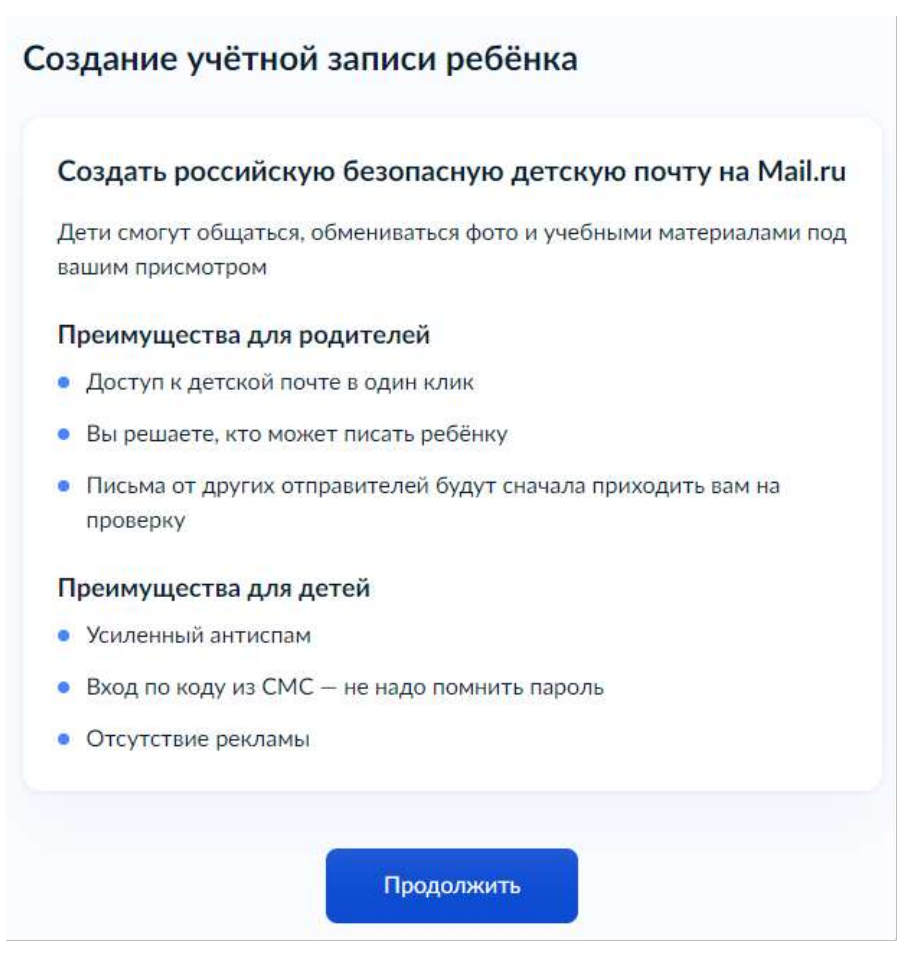 Создание учётной записи ребёнка
Создать российскую безопасную детскую почту на Mail.ru
Дети смогут общаться, обмениваться фото и учебными материалами под
вашим присмотром
Преимущества для родителей
Доступ к детской почте в один клик
Вы решаете, кто может писать ребёнку
Письма от других отправителей будут сначала приходить вам на
проверку
Преимущества для детей
Усиленный антиспам
Вход по коду из СМС — не надо помнить пароль
Отсутствие рекламы
Продолжить